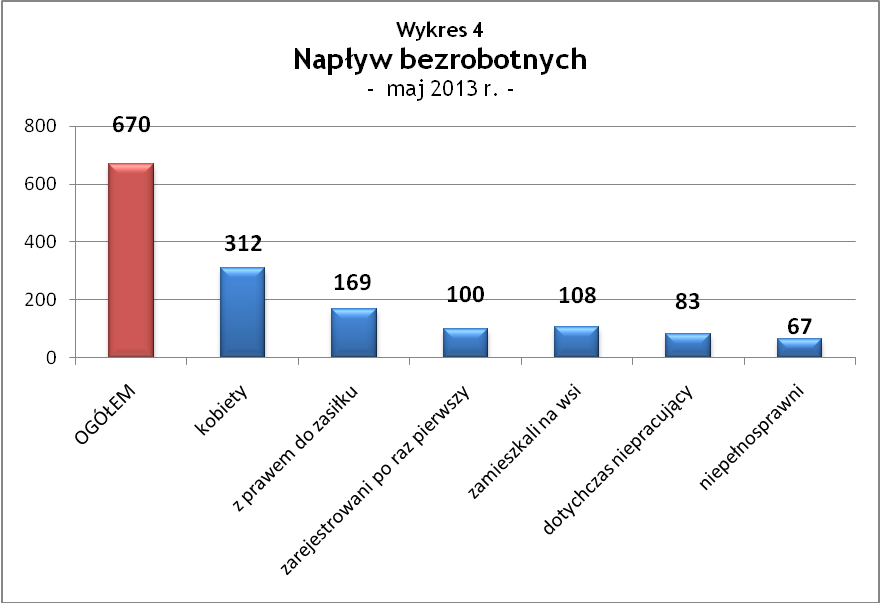 Wykres 4
Napływ bezrobotnych
- maj 2013 r. -
800
600
400
200
0
670
312
169
100
108
83
67
OGÓŁEM
kobiety
z prawem do zasiłku
zarejestrowani po raz pierwszy
zamieszkali na wsi
dotychczas niepracujący
niepełnosprawni